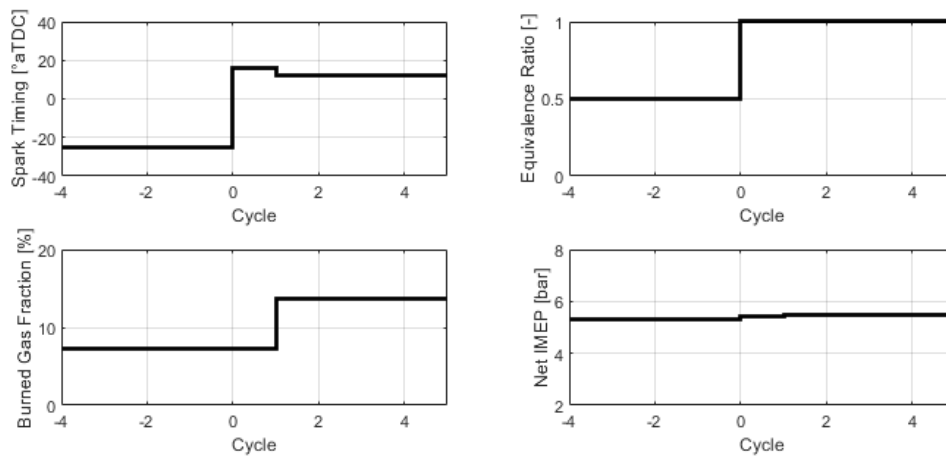 Spark Timing [°aTDC]
40
20
0
-20
-40
-4 -2 0 2 4
Cycle
Equivalence Ratio [-]
1
0.5
0
-4 -2 0 2 4
Cycle
Burned Gas Fraction [%]
20
10
0
-4 -2 0 2 4
Cycle
Net IMEP [bar]
8
6
4
2
-4 -2 0 2 4
Cycle